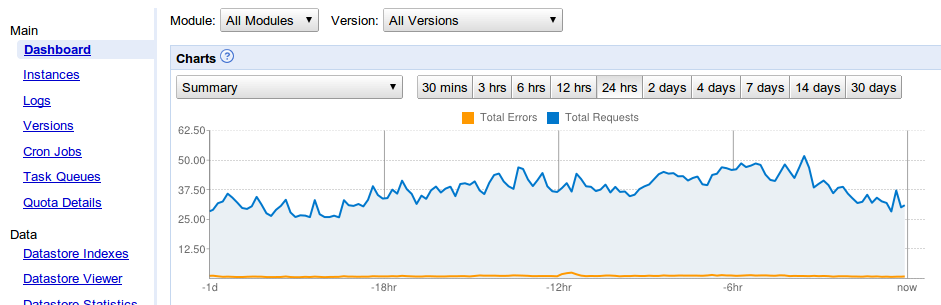 Module: All Modules Version: All Versions
Main
Dashboard
Instances
Logs
Versions
Cron Jobs
Task Queues
Quota Details
Data
Datastore Indexes
Datastore Viewer
Datastore Statistics
Charts ?
Summary 30 mins 3 hrs 6 hrs 12 hrs 24 hrs 2 days 4 days 7 days 14 days 30 days
Total Errors Total Requests
62.50
50.00
37.50
25.00
12.50
-1d -18hr -12hr -6hr now